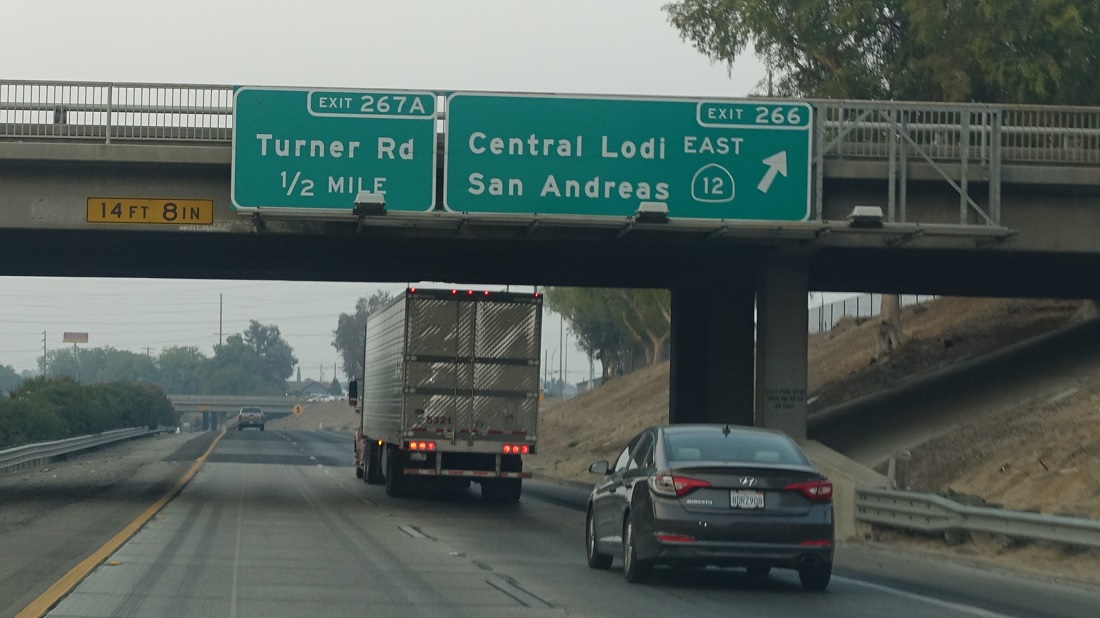 EXIT 267A
Turner Rd
1/2 MILE
EXIT 266
Central Lodi EAST
San Andreas 12
14 FT 8 IN
5321